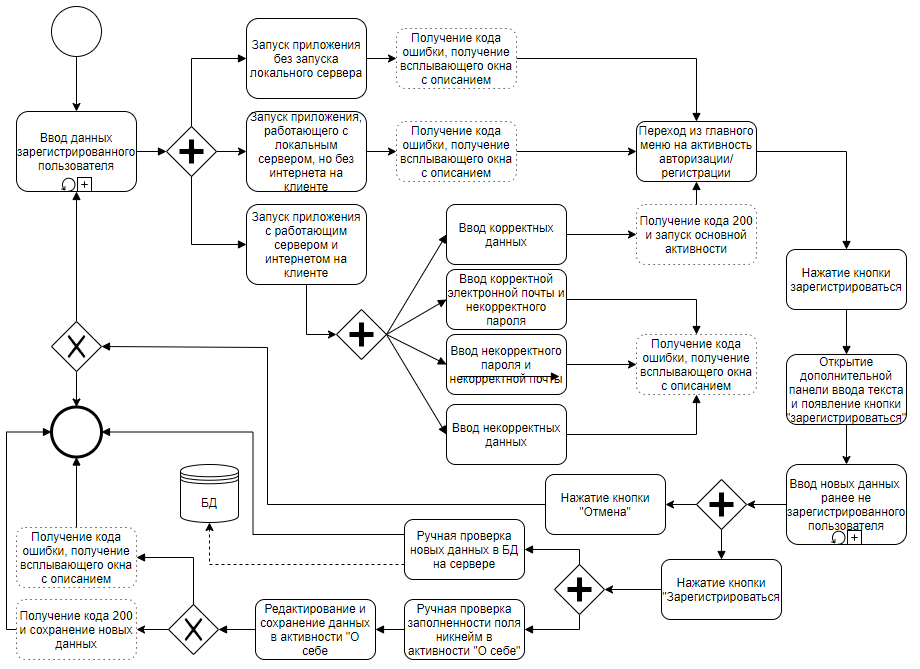 Ввод данных
зарегистрированного
пользователя
Запуск приложения
без запуска
локального сервера
Получение кода
ошибки, получение
всплывающего окна
с описанием
Запуск приложения,
работающего с
локальным
сервером, но без
интернета на
клиенте
Получение кода
ошибки, получение
всплывающего окна
с описанием
Переход из главного
меню на активность
авторизации/
регистрации
Запуск приложения
с работающим
сервером и
интернетом на
клиенте
Ввод корректных
данных
Получение кода 200
и запуск основной
активности
Нажатие кнопки
зарегистрироваться
Ввод корректной
электронной почты и
некорректного
пароля
Ввод некорректного
пароля и
некорректной почты
Получение кода
ошибки, получение
всплывающего окна
с описанием
Открытие
дополнительной
панели ввода текста
и появление кнопки
"зарегистрироваться"
Ввод некорректных
данных
БД
Нажатие кнопки
"Отмена"
Ввод новых данных
ранее не
зарегистрированного
пользователя
Получение кода
ошибки, получение
всплывающего окна
с описанием
Ручная проверка
новых данных в БД
на сервере
Нажатие кнопки
"Зарегистрироваться
Получение кода 200
и сохранение новых
данных
Редактирование и
сохранение данных
в активности "О
себе
Ручная проверка
заполненности поля
никнейм в
активности "О себе"